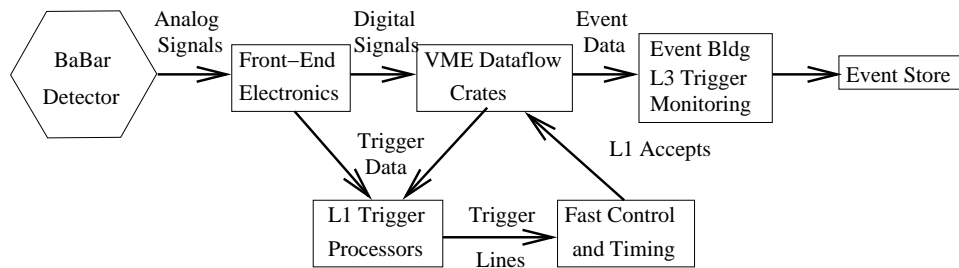 BaBar
Detector
Analog
Signals
Front−End
Electronics
Digital
Signals
VME Dataflow
Crates
Event
Data
Event Bldg
L3 Trigger
Monitoring
Event Store
Trigger
Data
L1 Accepts
L1 Trigger
Processors
Trigger
Lines
Fast Control
and Timing